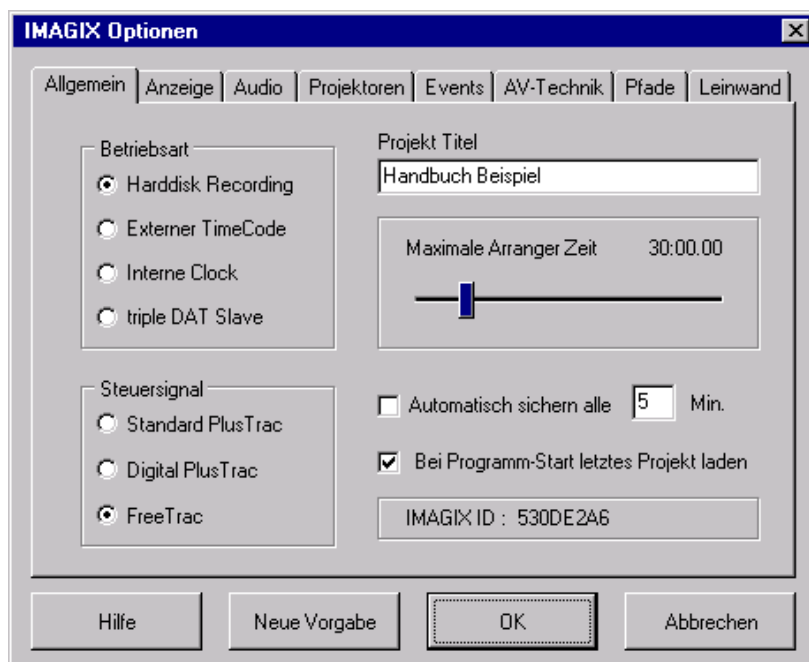 IMAGIX Optionen
Allgemein Anzeige Audio Projektoren Events AV-Technik Pfade Leinwand
Betriebsart
Harddisk Recording
Externer TimeCode
Interne Clock
triple DAT Slave
Steuersignal
Standard PlusTrac
Digital PlusTrac
FreeTrac
Projekt Titel
Handbuch Beispiel
Maximale Arranger Zeit 30:00.00
Automatisch sichern alle 5 Min.
Bei Programm-Start letztes Projekt laden
IMAGIX ID : 530DE2A6
Hilfe Neue Vorgabe OK Abbrechen